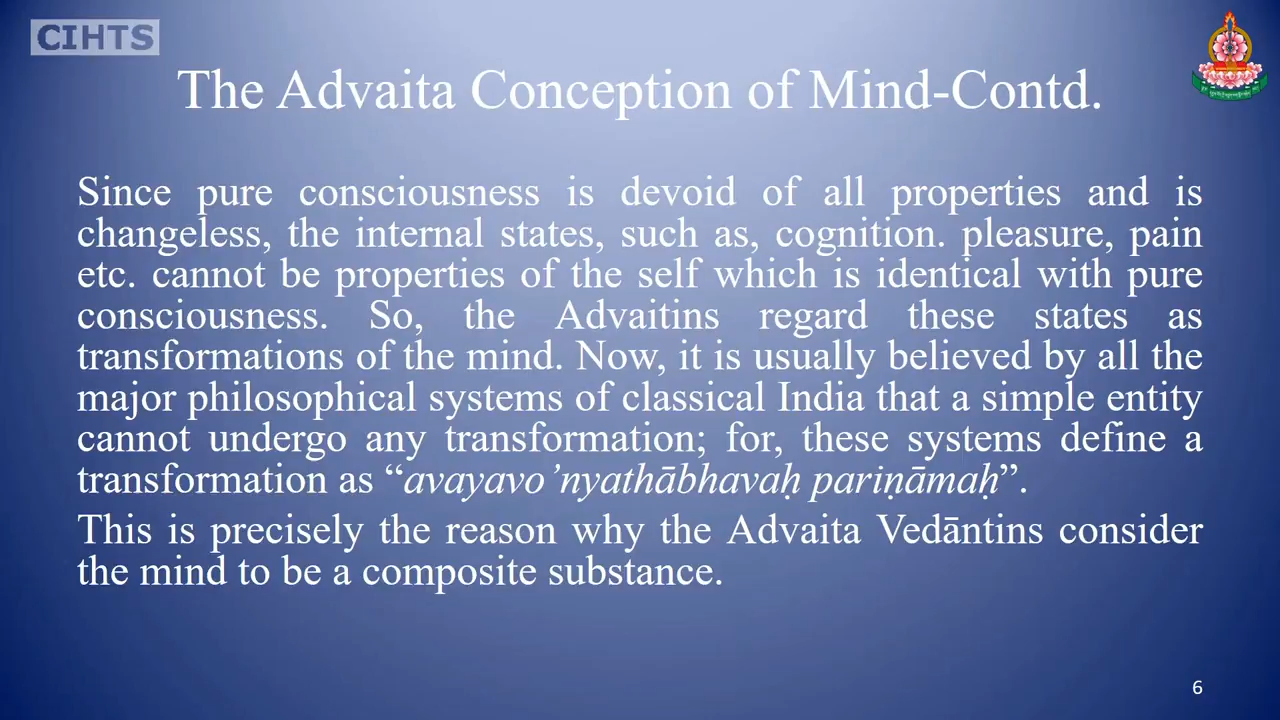 CIHTS
The Advaita Conception of Mind-Contd.
Since pure consciousness is devoid of all properties and is
changeless, the internal states, such as, cognition. pleasure, pain
etc. cannot be properties of the self which is identical with pure
consciousness. So, the Advaitins regard these states as
transformations of the mind. Now, it is usually believed by all the
major philosophical systems of classical India that a simple entity
cannot undergo any transformation; for, these systems define a
transformation as “avayavo’nyathābhavaḥ pariṇāmaḥ”.
This is precisely the reason why the Advaita Vedāntins consider
the mind to be a composite substance.
6